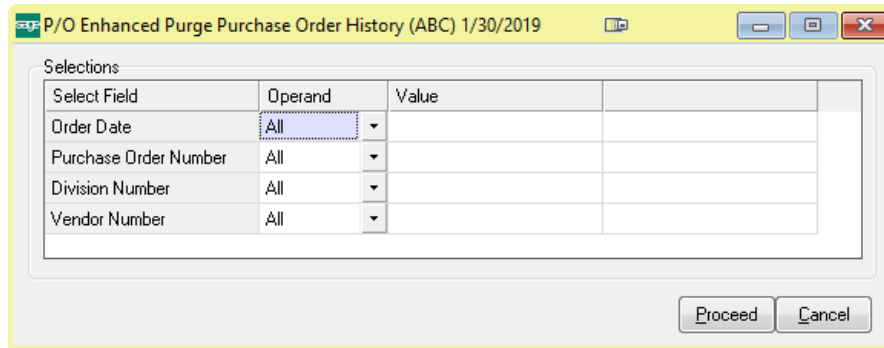 sage P/O Enhanced Purge Purchase Order History (ABC) 1/30/2019
Selections
Select Field Operand Value
Order Date All
Purchase Order Number All
Division Number All
Vendor Number All
Proceed Cancel